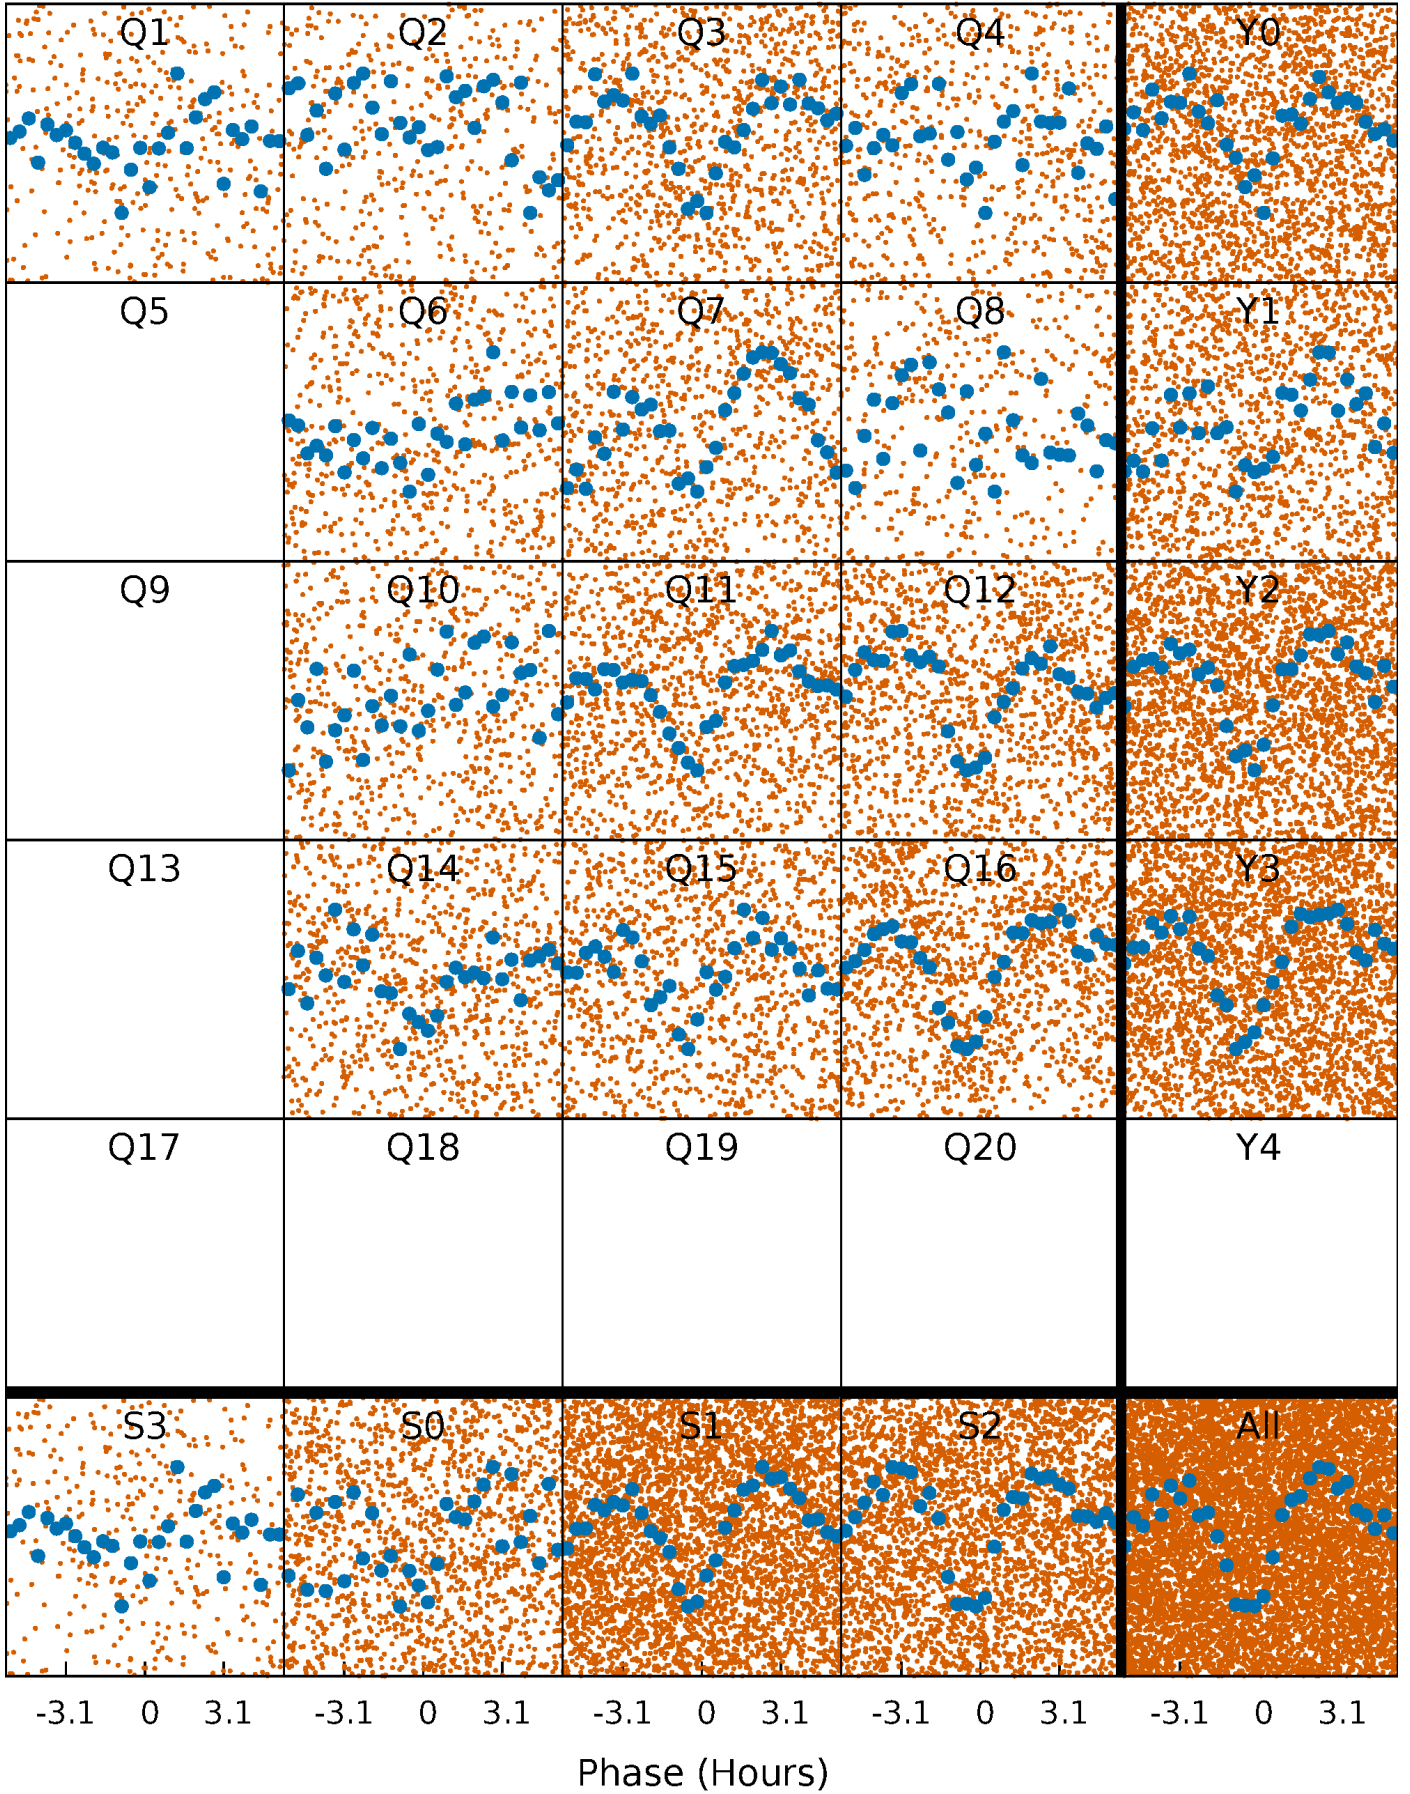 Q1 Q2 Q3 Q4 Y0
Q5 Q6 Q7 Q8 Y1
Q9 Q10 Q11 Q12 Y2
Q13 Q14 Q15 Q16 Y3
Q17 Q18 Q19 Q20 Y4
S3 S0 S1 S2 All
-3.1 0 3.1 -3.1 0 3.1 -3.1 0 3.1 -3.1 0 3.1 -3.1 0 3.1
Phase (Hours)